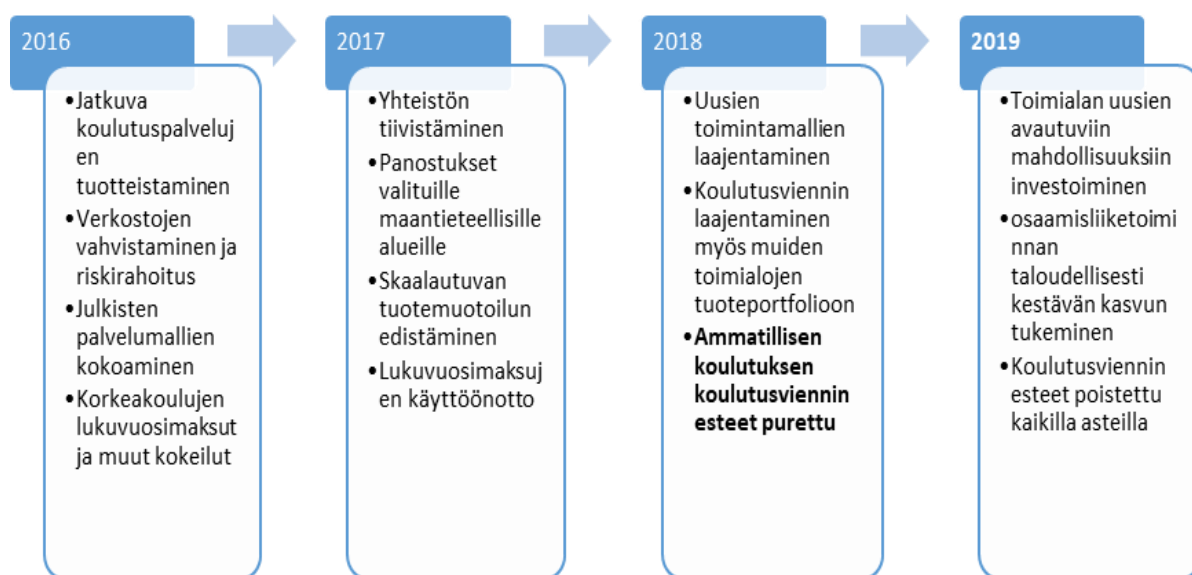 2016
•Jatkuva
koulutuspalveluj
en
tuotteistaminen
•Verkostojen
vahvistaminen ja
riskirahoitus
•Julkisten
palvelumallien
kokoaminen
•Korkeakoulujen
lukuvuosimaksut
ja muut kokeilut
2017
•Yhteistön
tiivistäminen
•Panostukset
valituille
maantieteellisille
alueille
•Skaalautuvan
tuotemuotoilun
edistäminen
•Lukuvuosimaksuj
en käyttöönotto
2018
•Uusien
toimintamallien
laajentaminen
•Koulutusviennin
laajentaminen
myös muiden
toimialojen
tuoteportfolioon
•Ammatillisen
koulutuksen
koulutusviennin
esteet purettu
2019
•Toimialan uusien
avautuviin
mahdollisuuksiin
investoiminen
•osaamisliiketoimi
nnan
taloudellisesti
kestävän kasvun
tukeminen
•Koulutusviennin
esteet poistettu
kaikilla asteilla